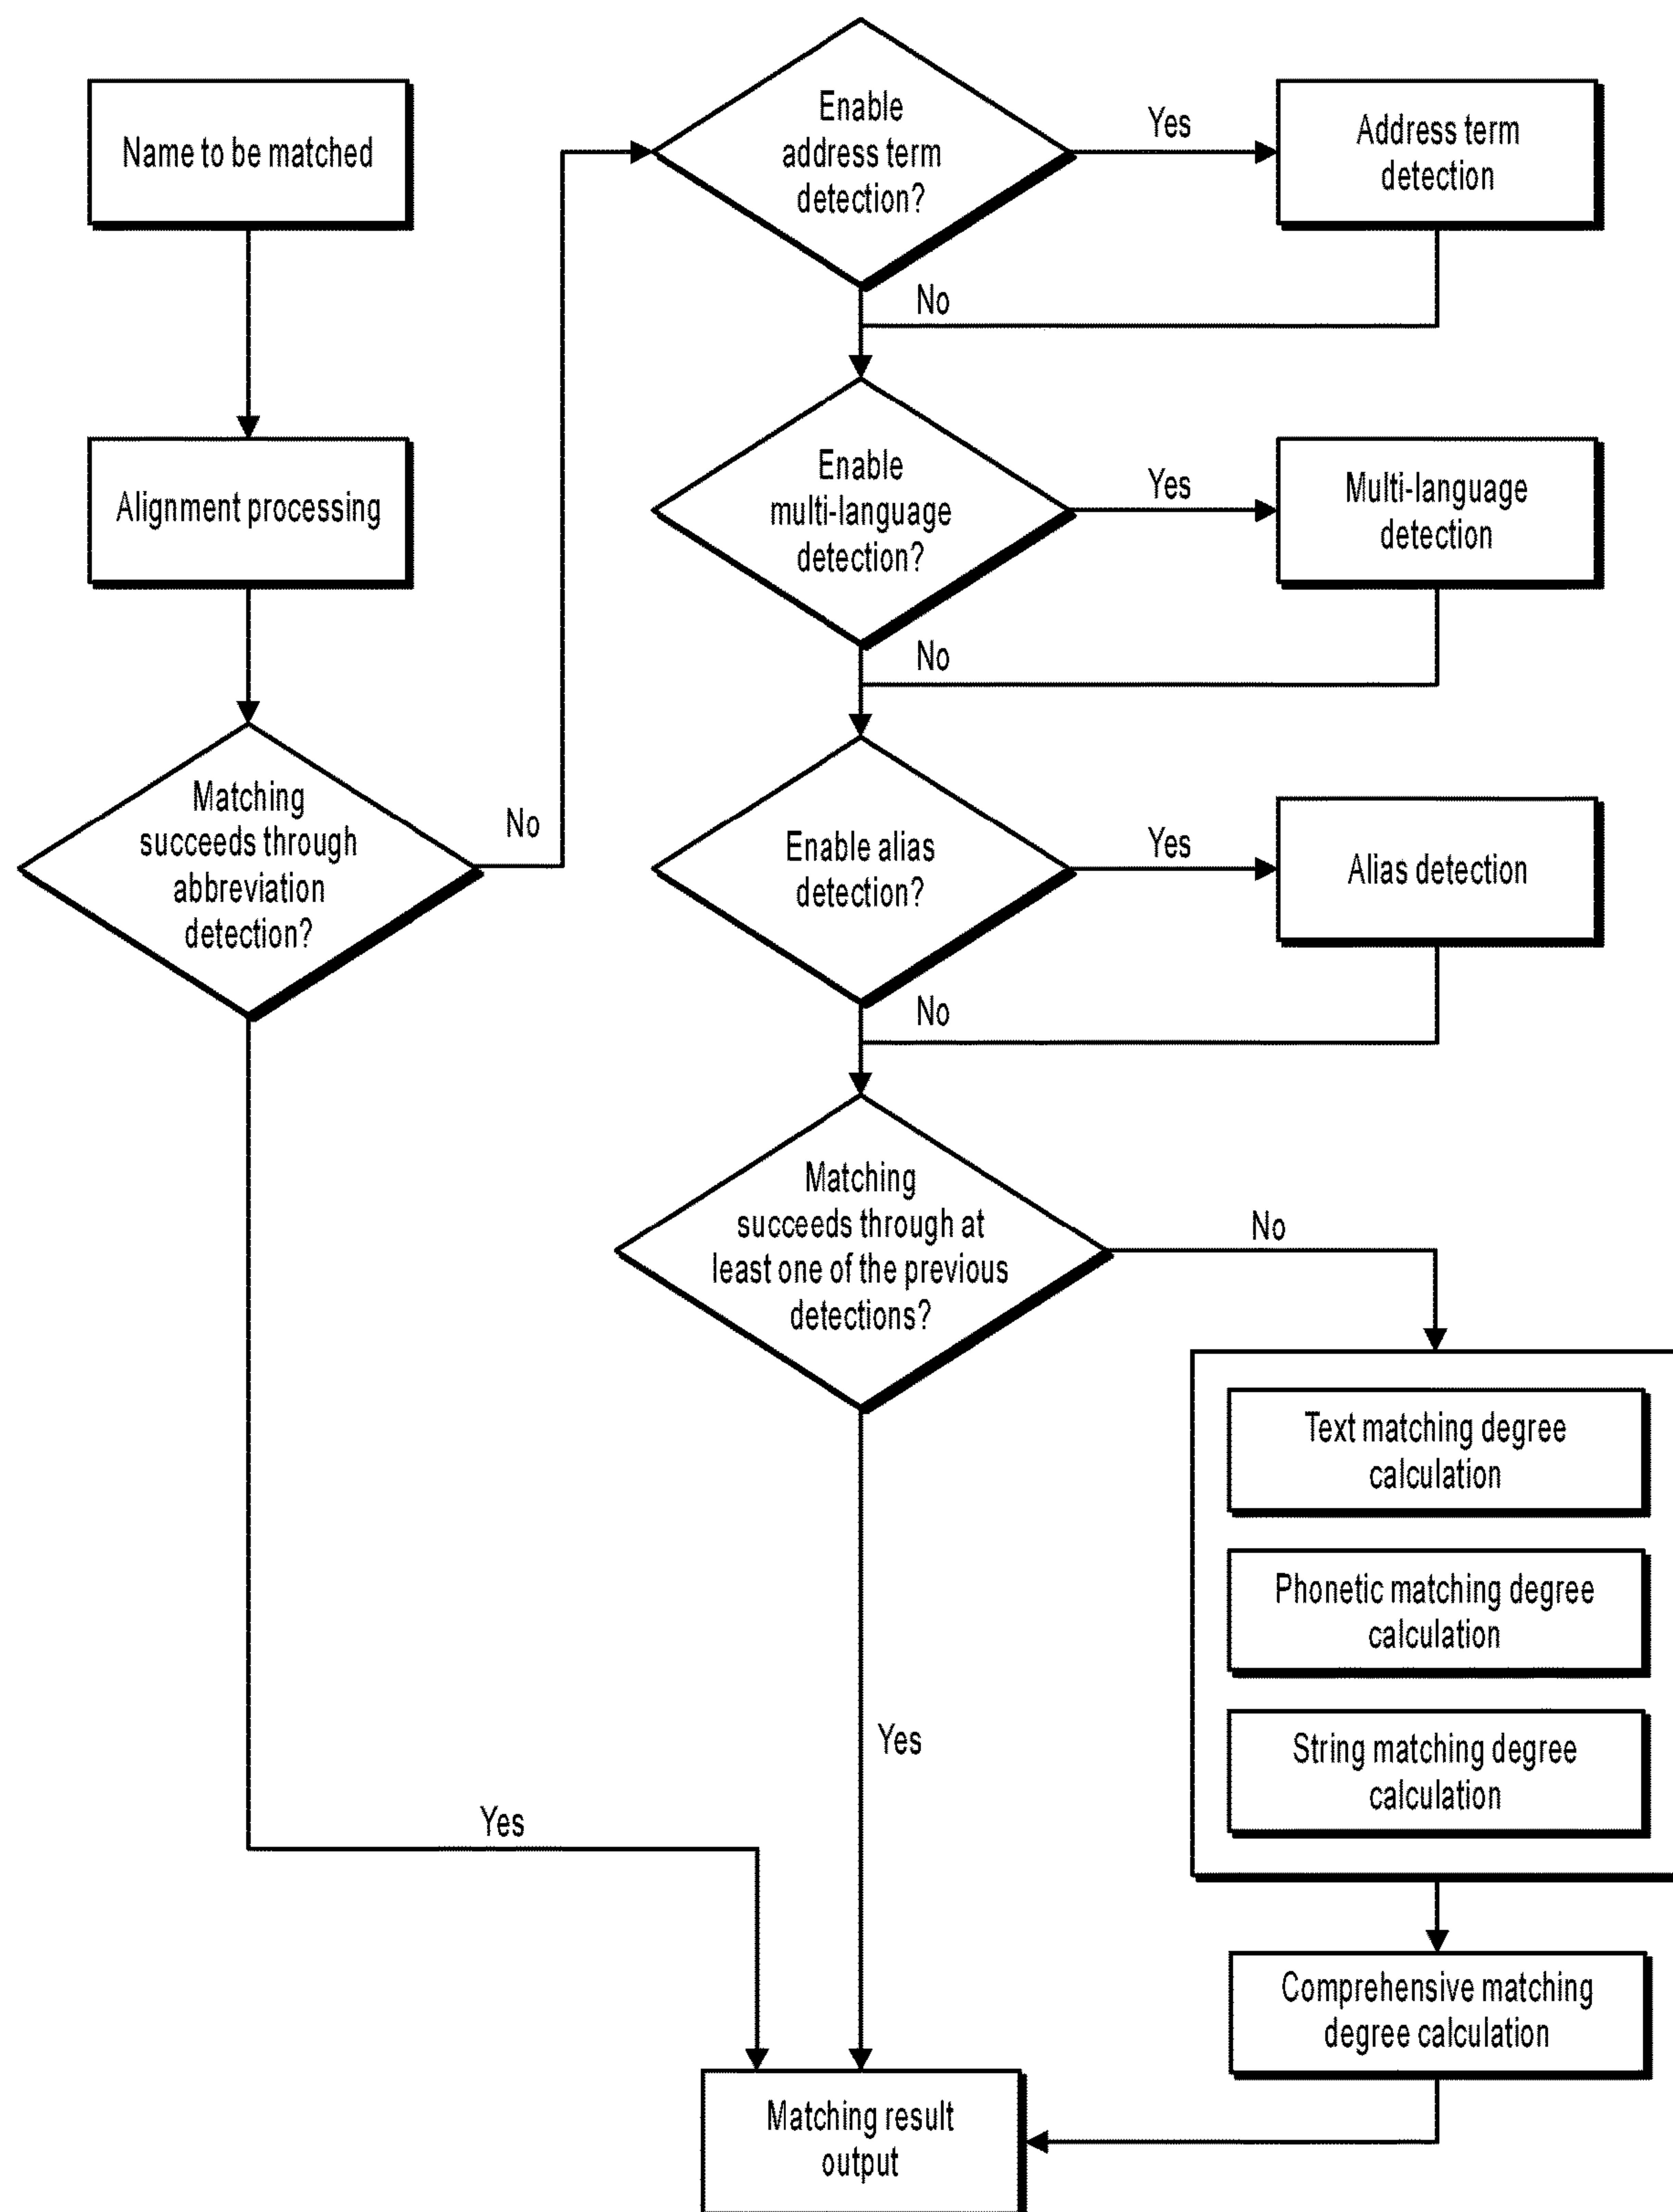 Name to be matched
Alignment processing
Matching
succeeds through
abbreviation
detection?
No
Yes
Enable
address term
detection?
Yes
Address term
detection
No
Enable
multi-language
detection?
Yes
Multi-language
detection
No
Enable alias
detection?
Yes
Alias detection
No
Matching
succeeds through at
least one of the previous
detections?
No
Yes
Text matching degree
calculation
Phonetic matching degree
calculation
String matching degree
calculation
Comprehensive matching
degree calculation
Matching result
output